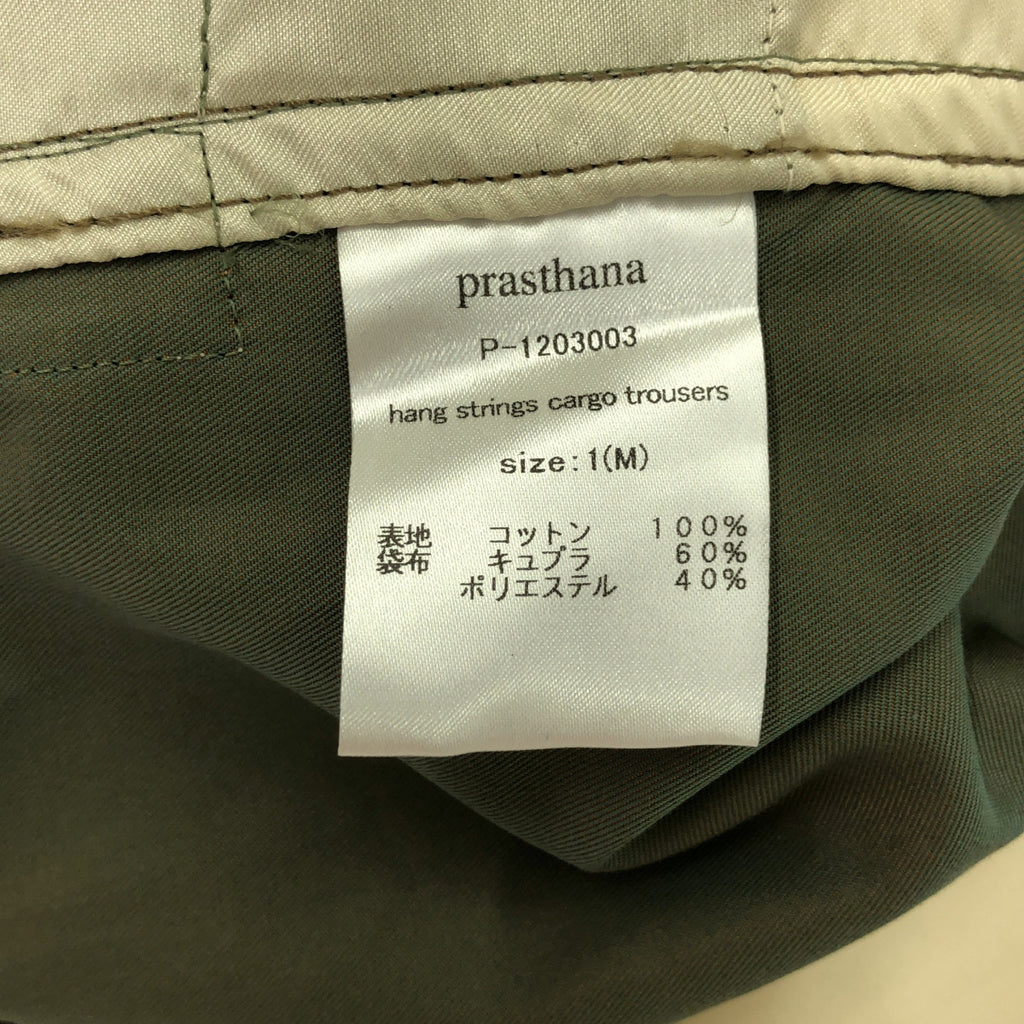 prasthana
P-1203003
hang strings cargo trousers
size:1(M)
表地 コットン 100%
袋布 キュプラ 60%
ポリエステル 40%